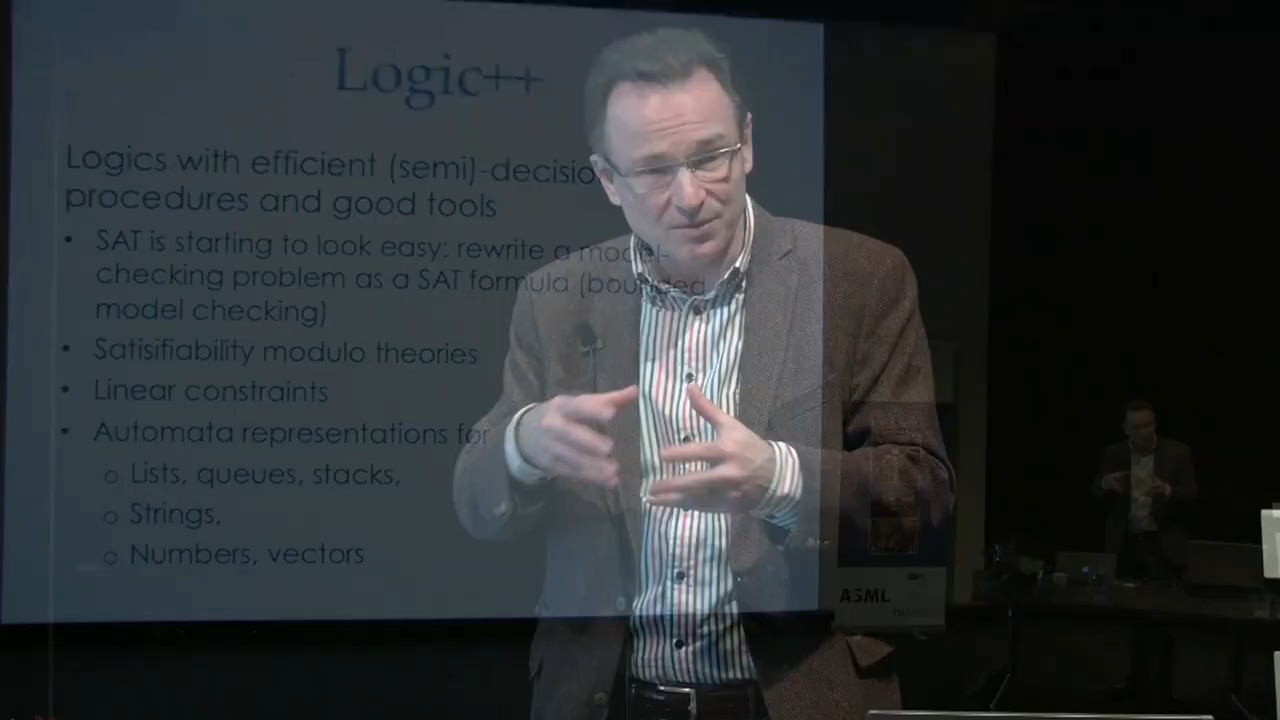 Logic++
Logics with efficient (semi)-decisio
procedures and good tools
• SAT is starting to look easy: rewrite a model-
checking problem as a SAT formula (bounded
model checking)
• Satisifiability modulo theories
• Linear constraints
• Automata representations for
o Lists, queues, stacks,
o Strings,
o Numbers, vectors
ASML